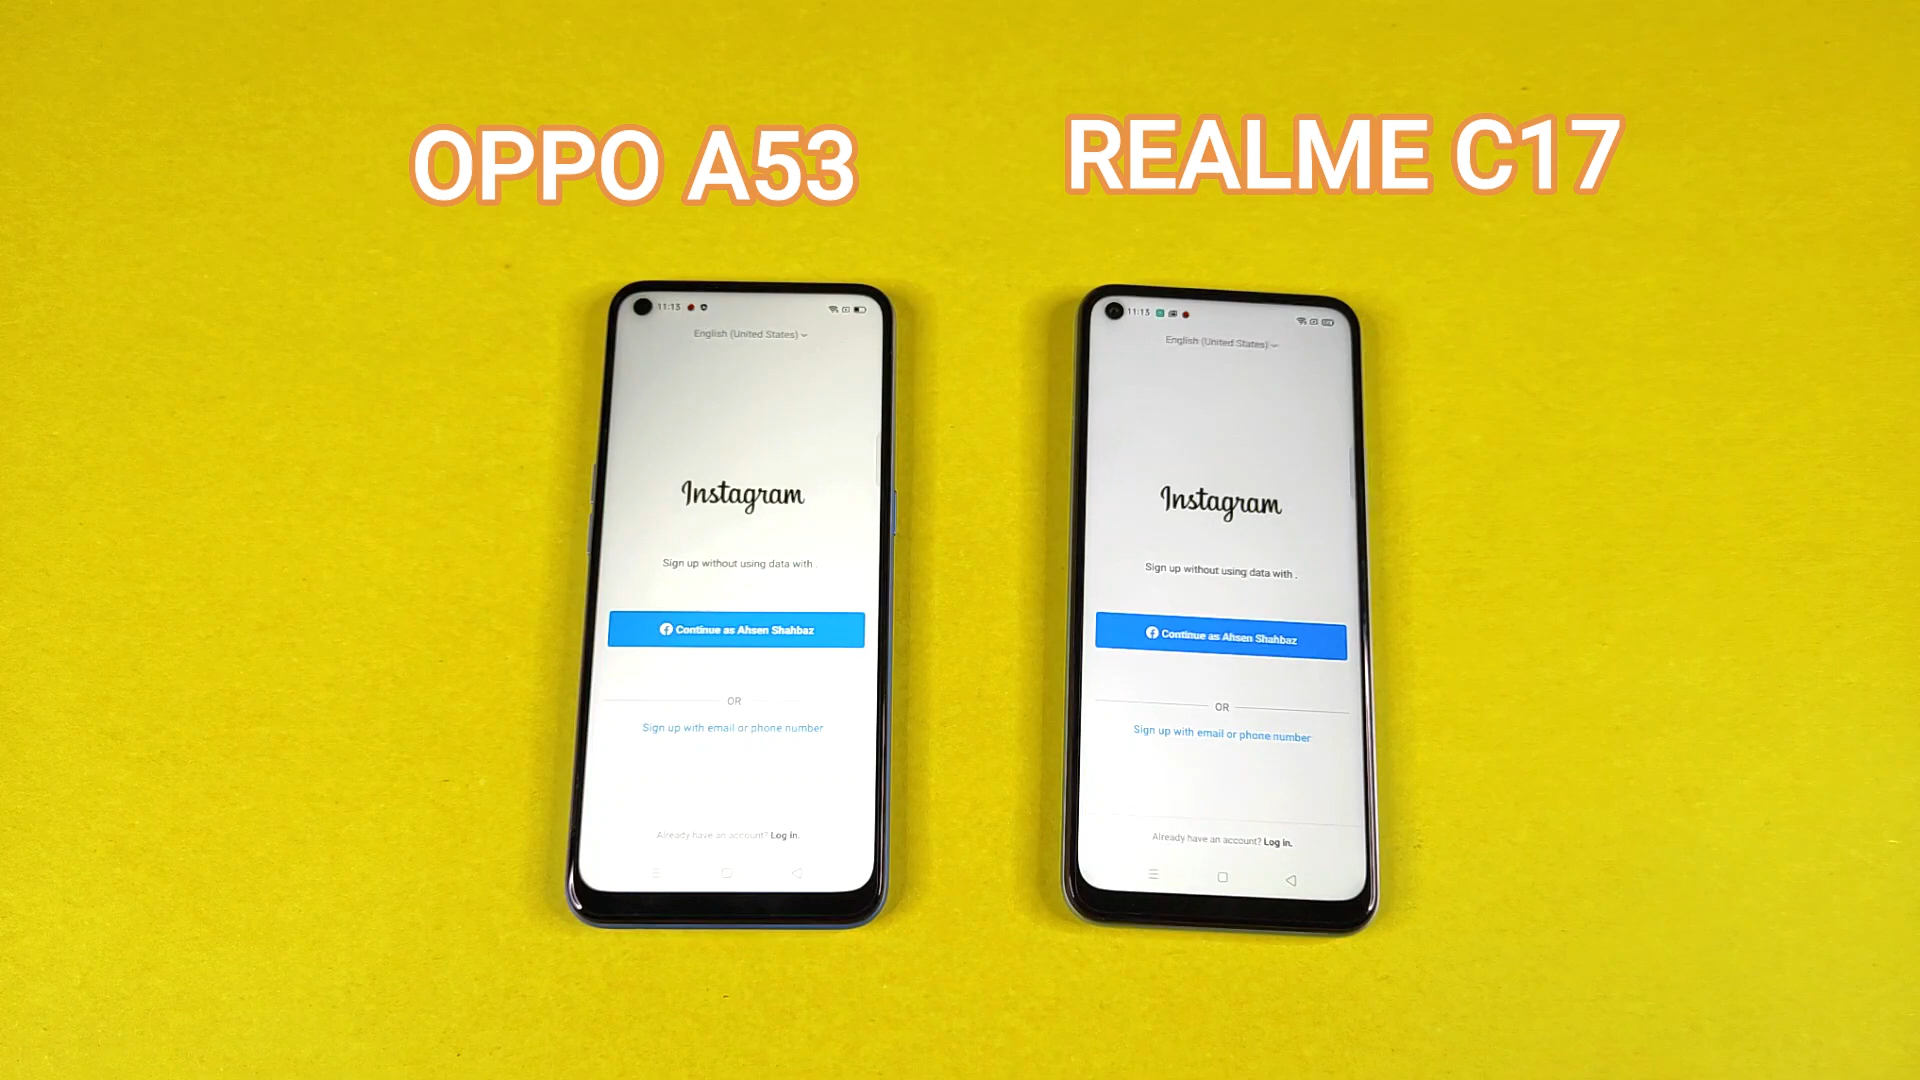 OPPO A53
REALME C17
11:13
English (United States)
Instagram
Sign up without using data with .
Continue as Ahsen Shahbaz
OR
Sign up with email or phone number
Already have an account? Log in.
11:13
English (United States)
Instagram
Sign up without using data with .
Continue as Ahsen Shahbaz
OR
Sign up with email or phone number
Already have an account? Log in.